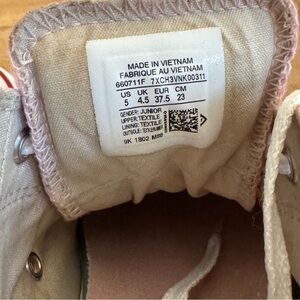 MADE IN VIETNAM
FABRIQUE AU VIETNAM
660711F 7XCH3VNK00311
US UK EUR CM
5 4.5 37.5 23
GENDER: JUNIOR
UPPER: TEXTILE
LINING: TEXTILE
OUTSOLE:
9K 1802